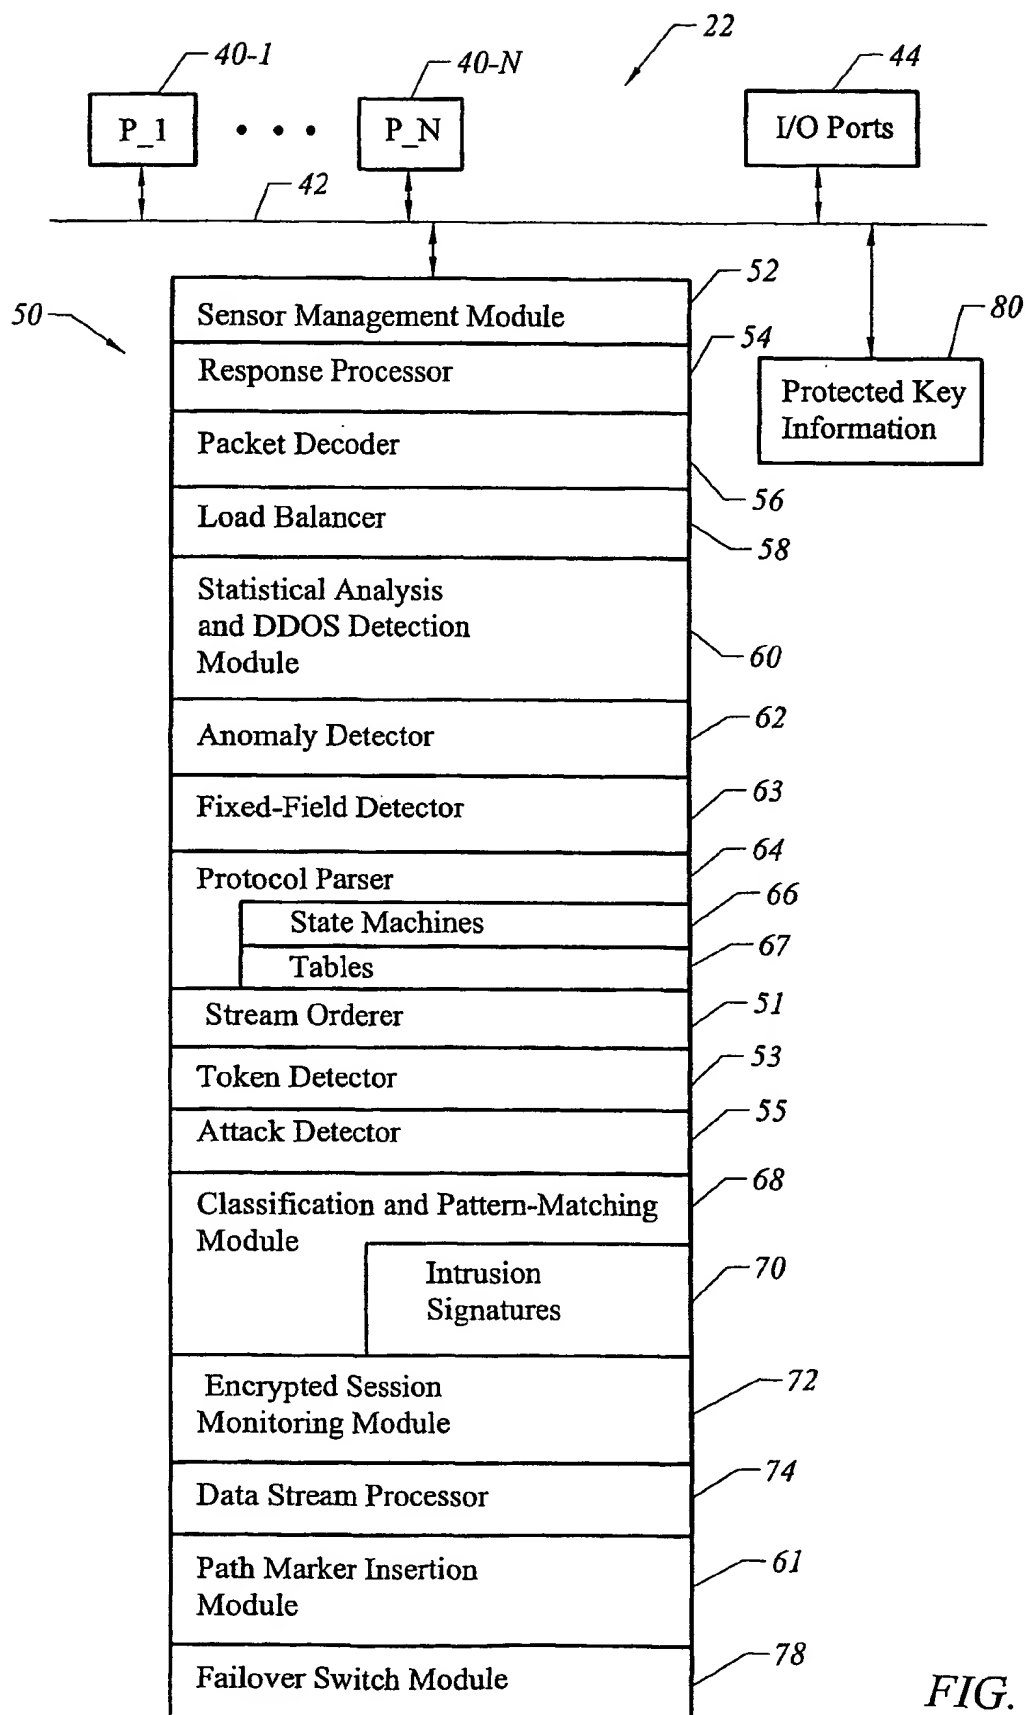 40-1
40-N
22
44
P_1
P_N
I/O Ports
42
50
52
Sensor Management Module
54
Response Processor
80
Protected Key
Information
Packet Decoder
56
Load Balancer
58
Statistical Analysis
and DDOS Detection
Module
60
Anomaly Detector
62
Fixed-Field Detector
63
Protocol Parser
64
State Machines
66
Tables
67
Stream Orderer
51
Token Detector
53
Attack Detector
55
Classification and Pattern-Matching
Module
68
Intrusion
Signatures
70
Encrypted Session
Monitoring Module
72
Data Stream Processor
74
Path Marker Insertion
Module
61
Failover Switch Module
78
FIG.